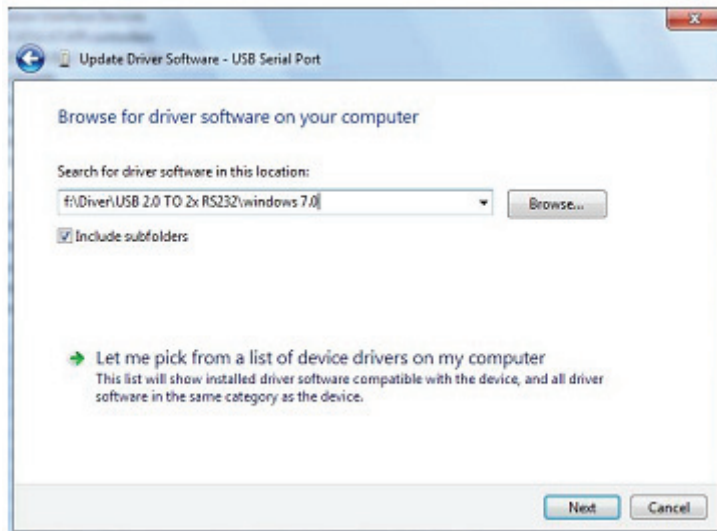 Update Driver Software - USB Serial Port
Browse for driver software on your computer
Search for driver software in this location:
f:\Diver\USB 2.0 TO 2x RS232\windows 7.0
Browse...
Include subfolders
Let me pick from a list of device drivers on my computer
This list will show installed driver software compatible with the device, and all driver
software in the same category as the device.
Next
Cancel